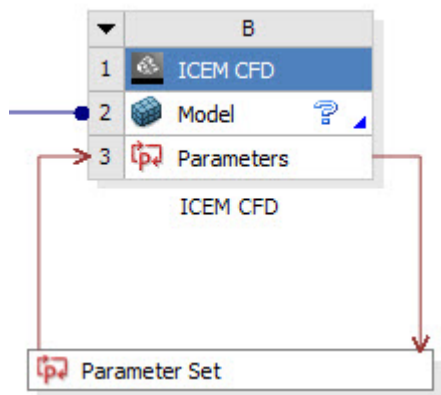 B
1 ICEM CFD
2 Model ?
3 Parameters
ICEM CFD
Parameter Set